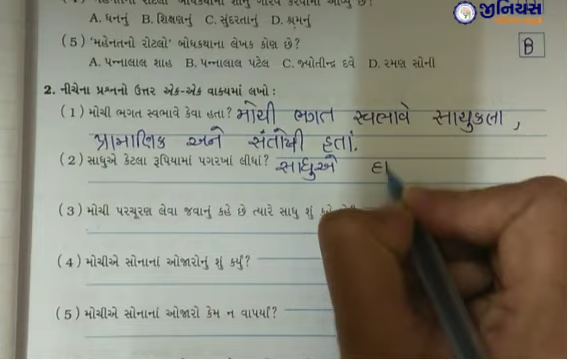 જીનિયસ
A. ધનનું B. શિક્ષણનું C. સુંદરતાનું D. શ્રમનું
(5) 'મહેનતનો રોટલો' બોધકથાના લેખક કોણ છે?
B
A. પન્નાલાલ શાહ B. પન્નાલાલ પટેલ C. જ્યોતીન્દ્ર દવે D. રમણ સોની
2. નીચેના પ્રશ્નનો ઉત્તર એક-એક વાક્યમાં લખો :
(1) મોચી ભગત સ્વભાવે કેવા હતા? મોચી ભગત સ્વભાવે સાધુકલા,
પ્રામાણિક અને સંતોષી હતાં.
(2) સાધુએ કેટલા રૂપિયામાં પગરખાં લીધાં? સાધુએ
(3) મોચી પરચૂરણ લેવા જવાનું કહે છે ત્યારે સાધુ શું
(4) મોચીએ સોનાનાં ઓજારોનું શું કર્યું?
(5) મોચીએ સોનાનાં ઓજારો કેમ ન વાપર્યાં?